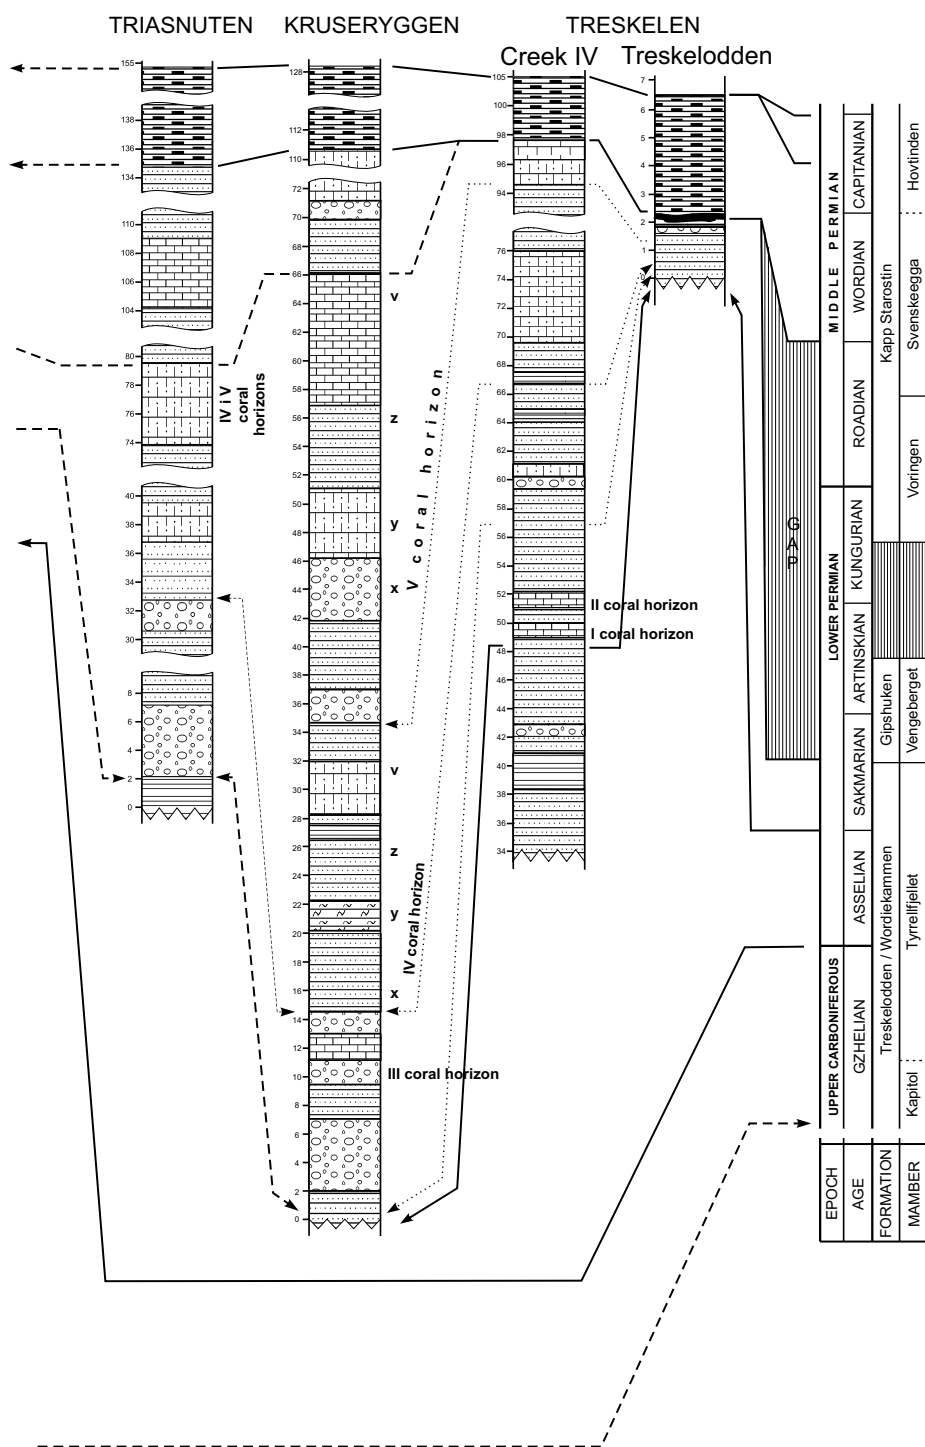 TRIASNUTEN KRUSERYGGEN TRESKELEN
Creek IV Treskelodden
155
138
136
134
110
108
106
104
80
78
76
74
40
36
34
32
30
8
6
4
2
0
IV i V
coral
horizons
128
112
110
72
70
68
66
64
62
60
58
56
54
52
50
48
46
44
42
40
38
36
34
32
30
28
26
24
22
20
18
16
14
12
10
8
6
4
2
0
v
z
y
x
v
z
y
x
III coral horizon
V coral horizon
IV coral horizon
105
100
98
96
94
76
74
72
70
68
66
64
62
60
58
56
54
52
50
48
46
44
42
40
38
36
34
II coral horizon
I coral horizon
7
6
5
4
3
2
1
0
GAP
MIDDLE PERMIAN
LOWER PERMIAN
UPPER CARBONIFEROUS
EPOCH
CAPITANIAN
WORDIAN
ROADIAN
KUNGURIAN
ARTINSKIAN
SAKMARIAN
ASSELIAN
GZHELIAN
AGE
Kapp Starostin
Gipshuken
Treskelodden / Wordiekammen
FORMATION
Hovtinden
Svenskeegga
Voringen
Vengeberget
Tyrrellfjellet
Kapitol
MAMBER